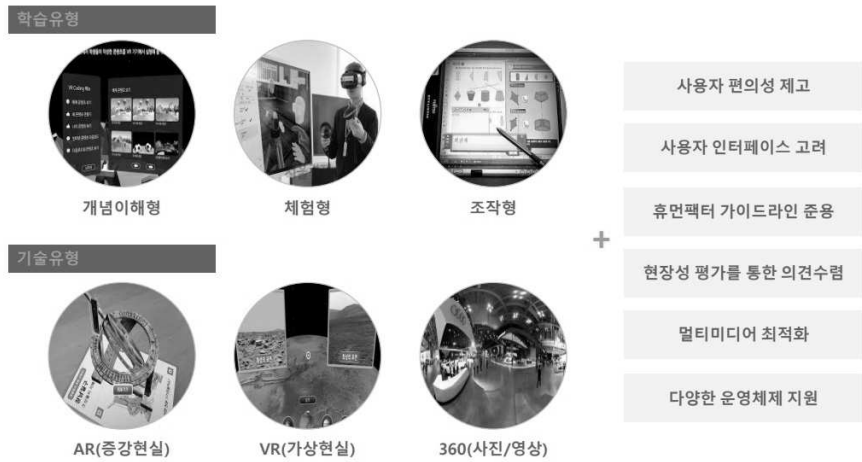 학습유형
VR Coding Mix
개념이해형
체험형
조작형
기술유형
AR(증강현실)
VR(가상현실)
360(사진/영상)
+
사용자 편의성 제고
사용자 인터페이스 고려
휴먼팩터 가이드라인 준용
현장성 평가를 통한 의견수렴
멀티미디어 최적화
다양한 운영체제 지원